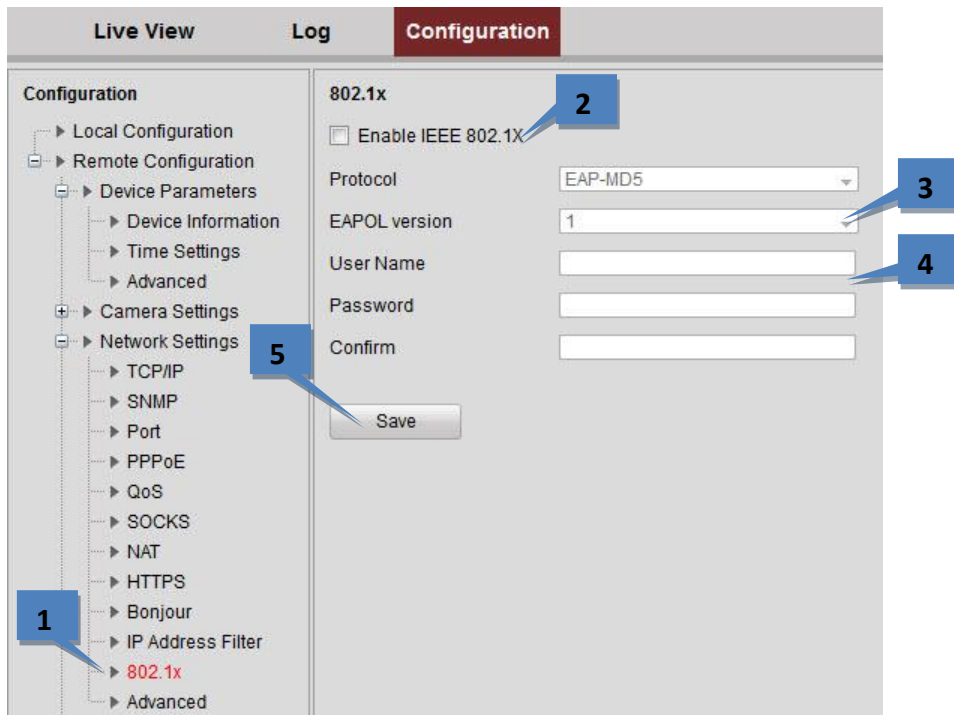 Live View Log Configuration
Configuration
Local Configuration
Remote Configuration
Device Parameters
Device Information
Time Settings
Advanced
Camera Settings
Network Settings
TCP/IP
SNMP
Port
PPPoE
QoS
SOCKS
NAT
HTTPS
Bonjour
IP Address Filter
802.1x
Advanced
1
802.1x
2
Enable IEEE 802.1X
Protocol EAP-MD5
3
EAPOL version 1
User Name
4
Password
Confirm
5
Save